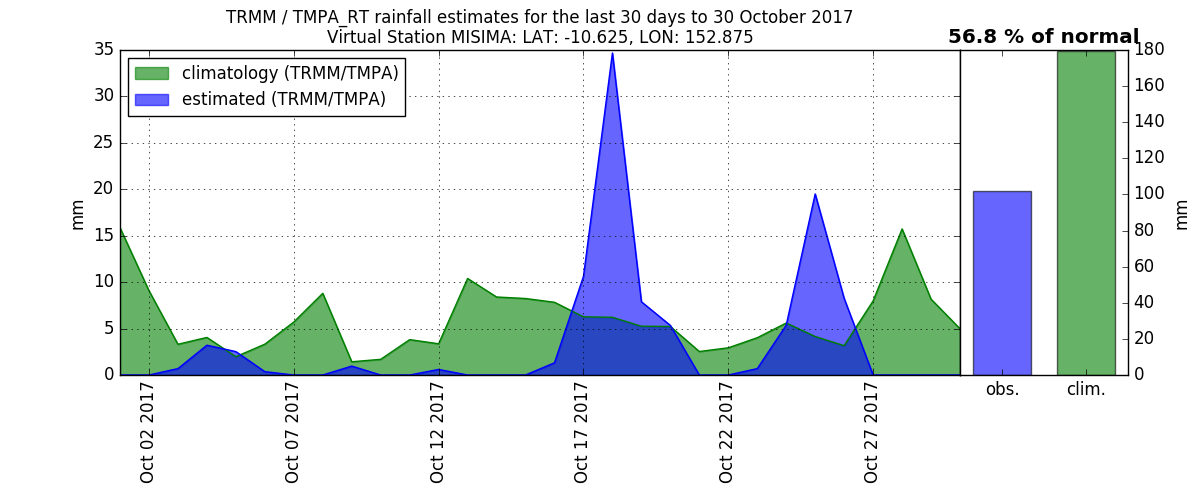 TRMM / TMPA_RT rainfall estimates for the last 30 days to 30 October 2017
Virtual Station MISIMA: LAT: -10.625, LON: 152.875
56.8 % of normal
climatology (TRMM/TMPA)
estimated (TRMM/TMPA)
35
30
25
20
15
10
5
0
mm
Oct 02 2017
Oct 07 2017
Oct 12 2017
Oct 17 2017
Oct 22 2017
Oct 27 2017
180
160
140
120
100
80
60
40
20
0
mm
obs.
clim.